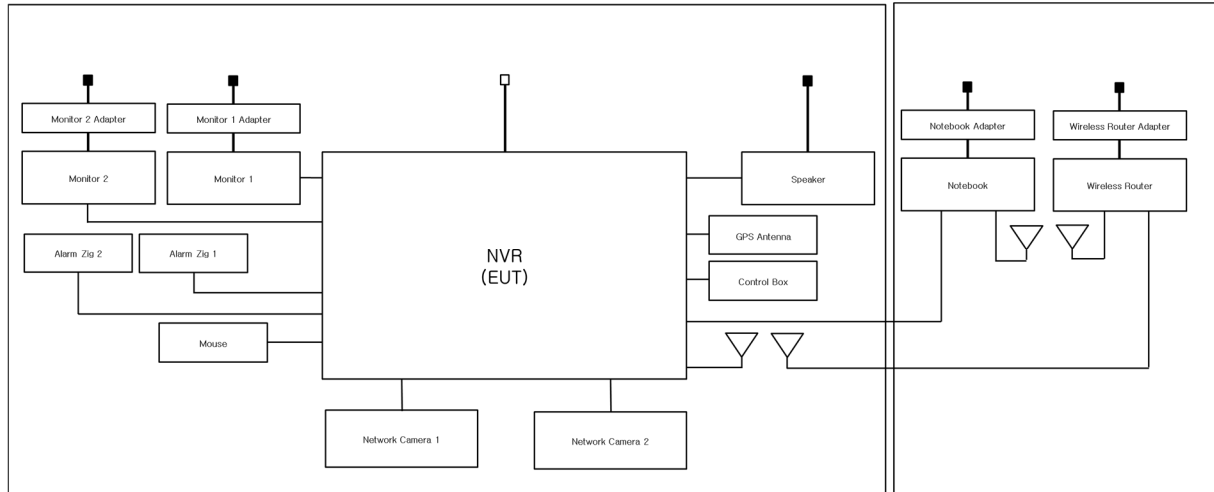 Monitor 2 Adapter
Monitor 1 Adapter
Notebook Adapter
Wireless Router Adapter
Monitor 2
Monitor 1
Speaker
Notebook
Wireless Router
GPS Antenna
Alarm Zig 2
Alarm Zig 1
NVR
(EUT)
Control Box
Mouse
Network Camera 1
Network Camera 2